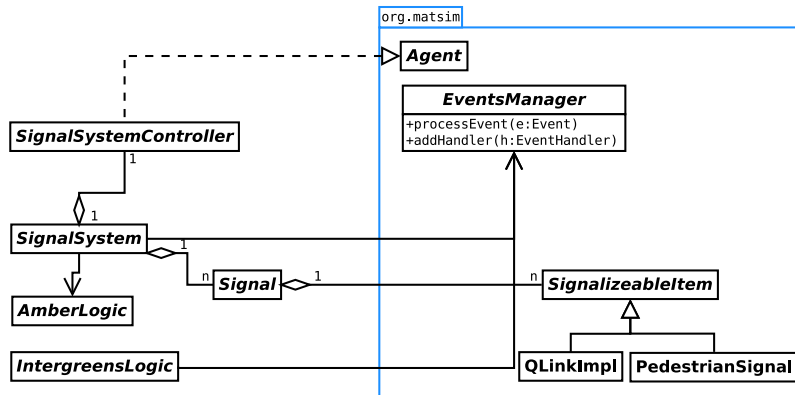 org.matsim
Agent
EventsManager
+processEvent(e:Event)
+addHandler(h:EventHandler)
SignalSystemController
1
1
SignalSystem
1
n
Signal
1
n
SignalizeableItem
AmberLogic
IntergreensLogic
QLinkImpl
PedestrianSignal